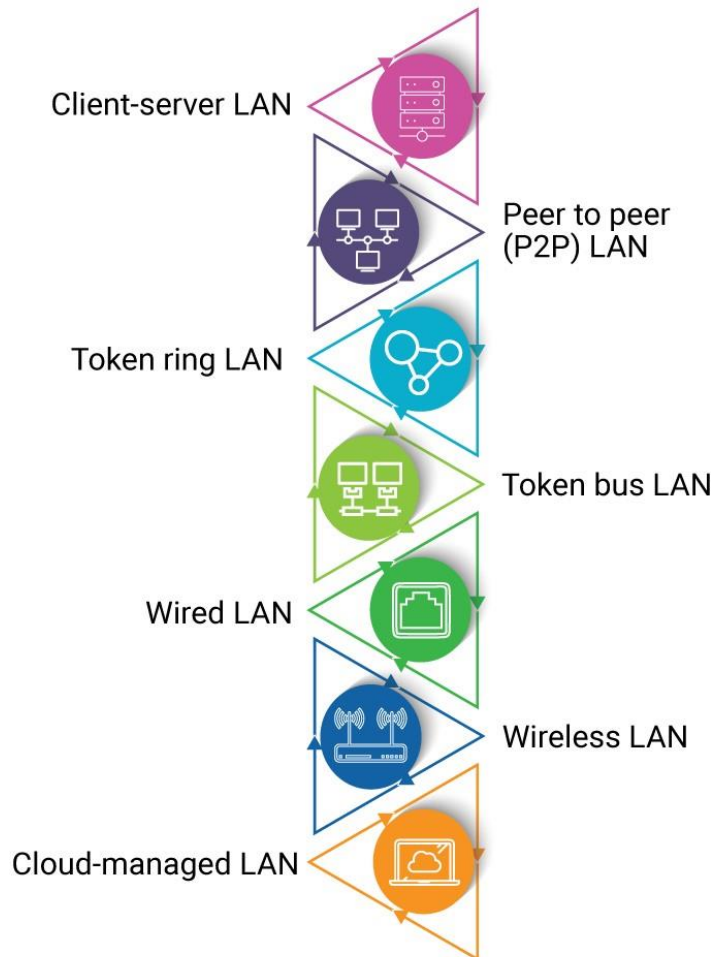 Client-server LAN
Peer to peer
(P2P) LAN
Token ring LAN
Token bus LAN
Wired LAN
Wireless LAN
Cloud-managed LAN